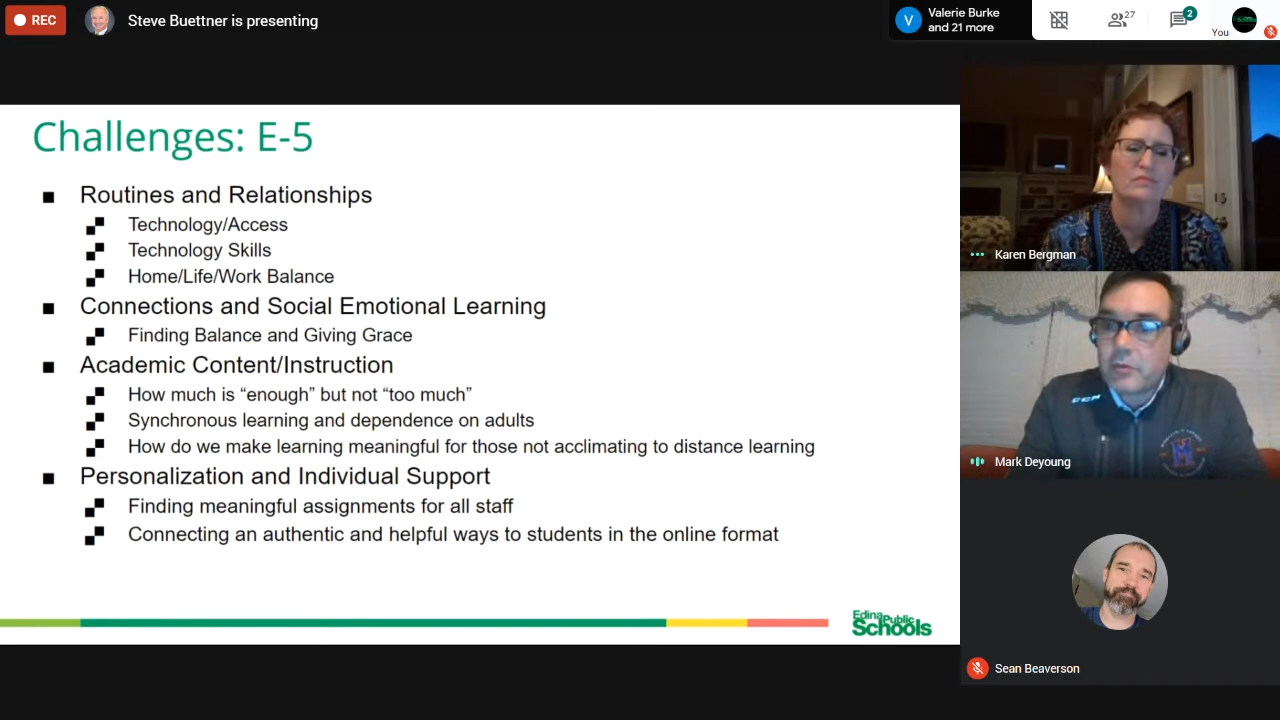 REC
Steve Buettner is presenting
V
Valerie Burke
and 21 more
27
2
You
Challenges: E-5
Routines and Relationships
Technology/Access
Technology Skills
Home/Life/Work Balance
Connections and Social Emotional Learning
Finding Balance and Giving Grace
Academic Content/Instruction
How much is “enough” but not “too much”
Synchronous learning and dependence on adults
How do we make learning meaningful for those not acclimating to distance learning
Personalization and Individual Support
Finding meaningful assignments for all staff
Connecting an authentic and helpful ways to students in the online format
Edina Public
Schools
Karen Bergman
CCM
Mark Deyoung
Sean Beaverson